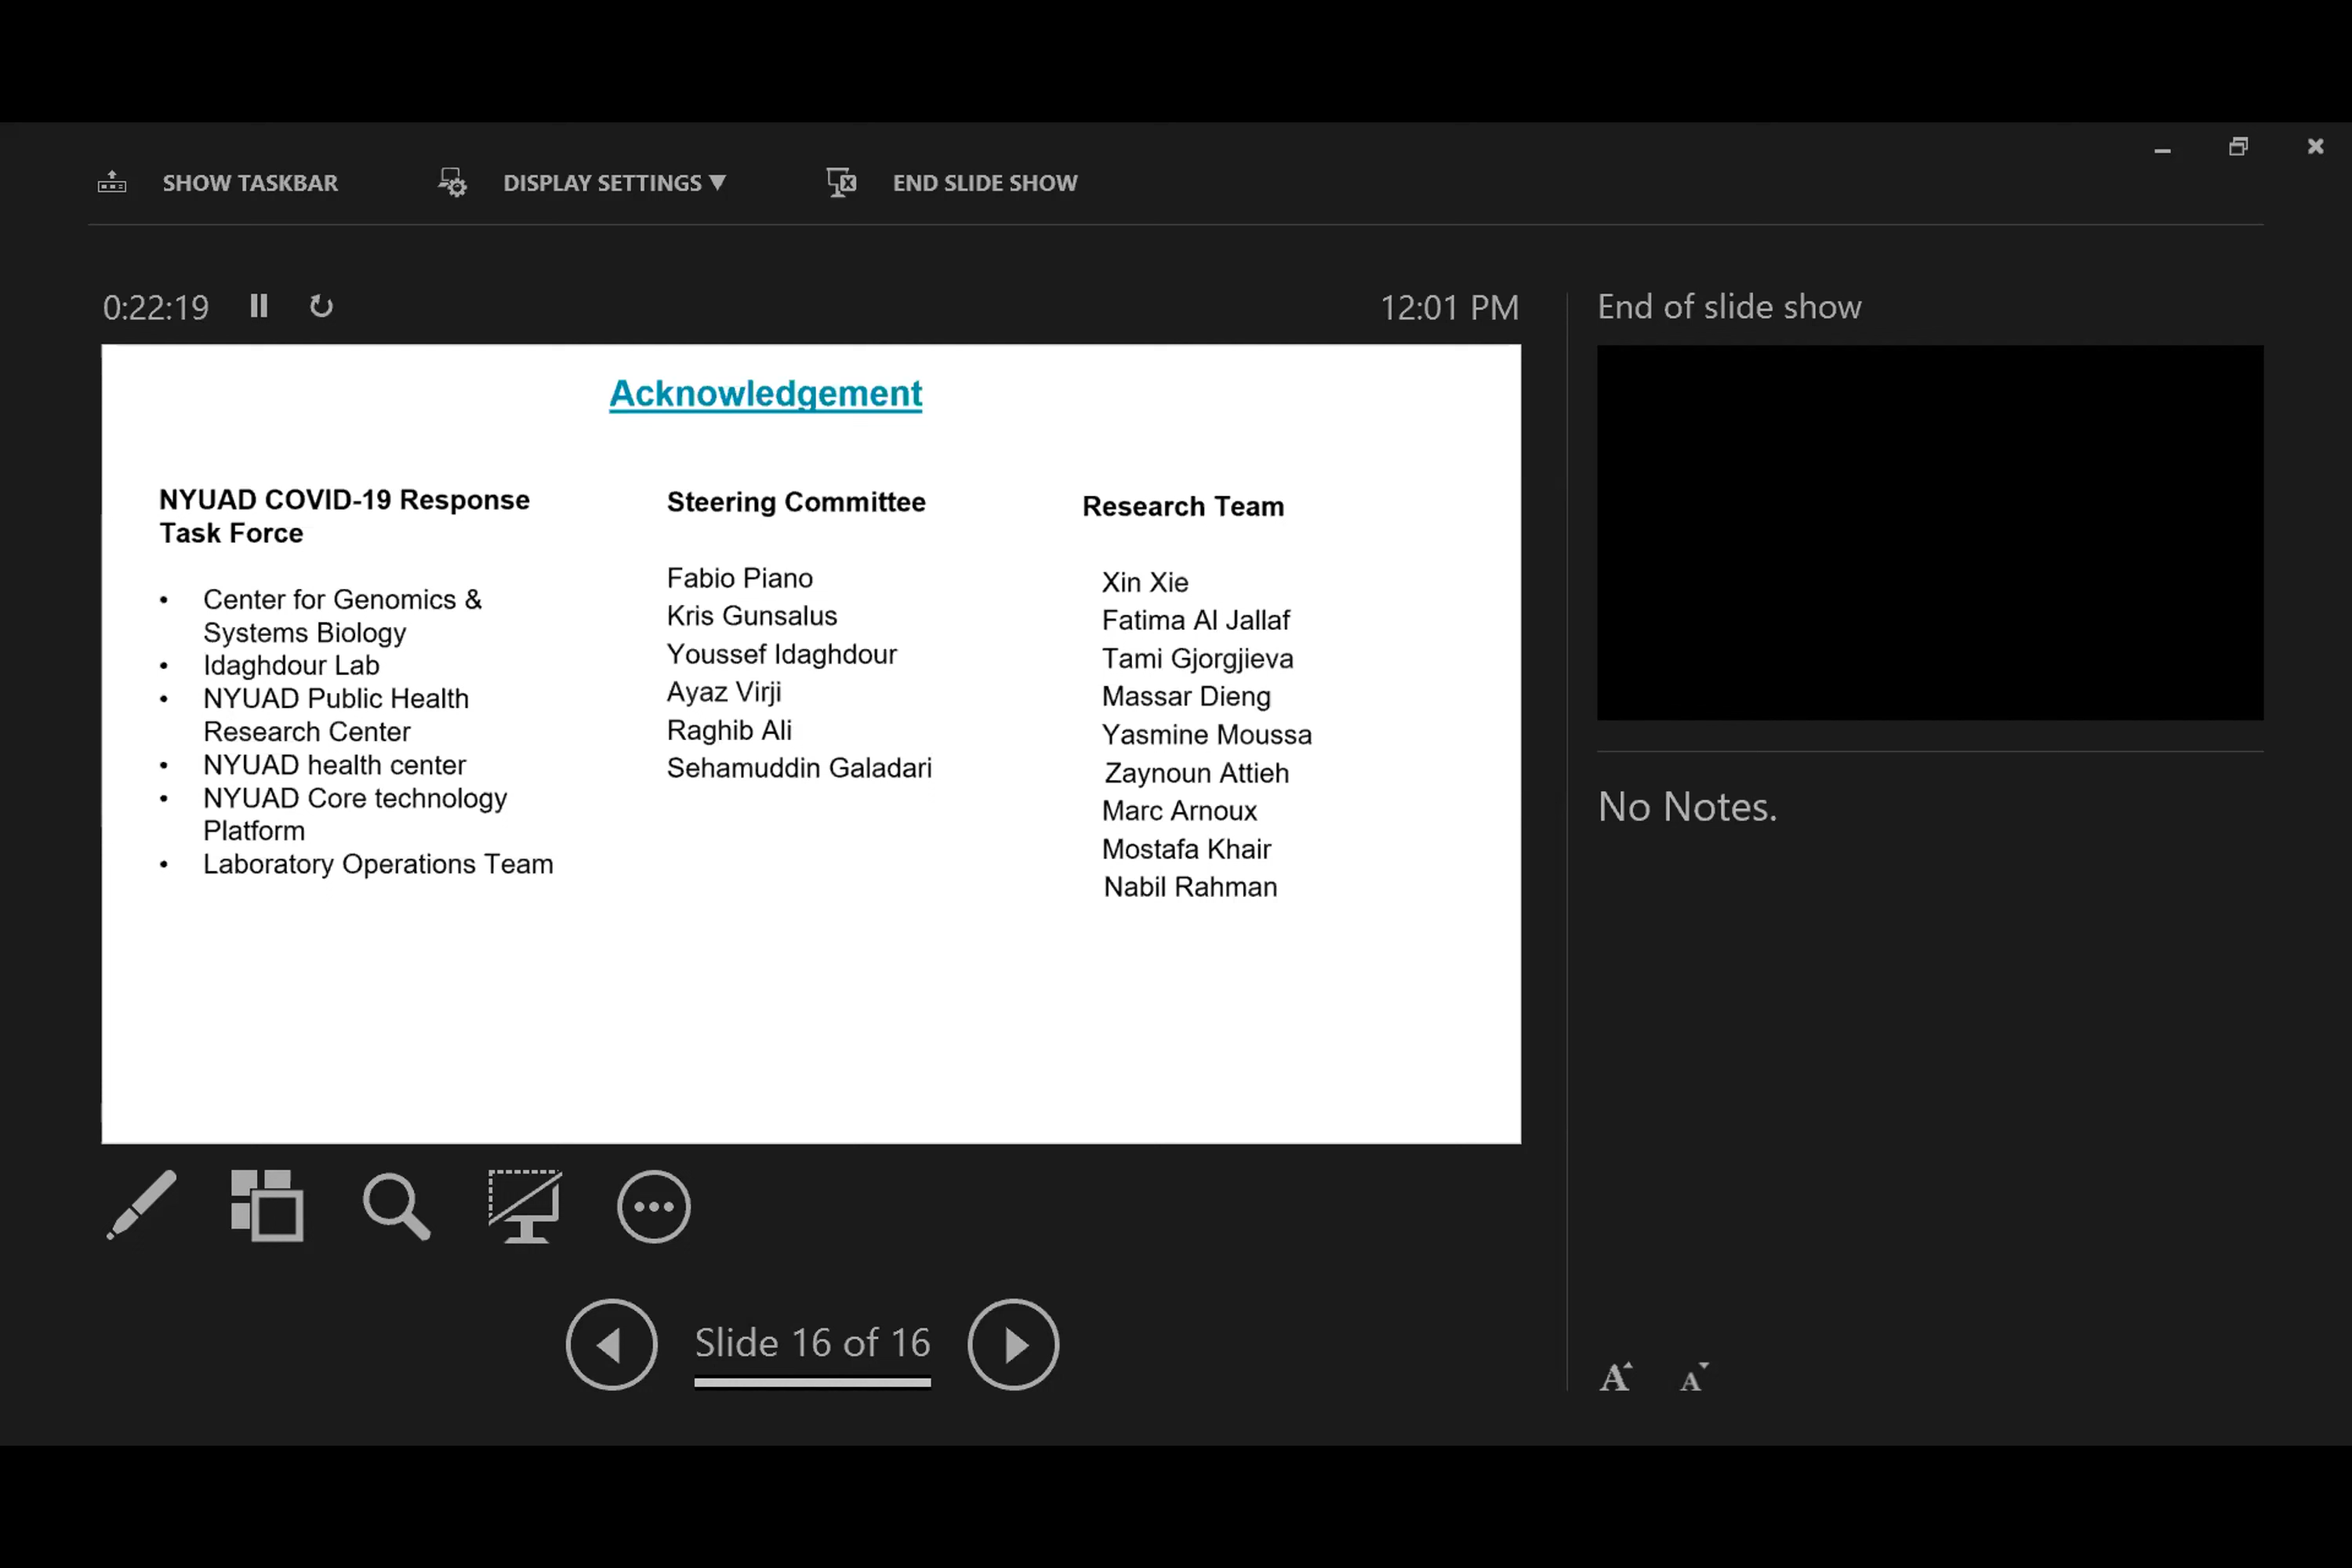 SHOW TASKBAR
DISPLAY SETTINGS ▼
END SLIDE SHOW
0:22:19
12:01 PM
End of slide show
Acknowledgement
NYUAD COVID-19 Response
Task Force
• Center for Genomics &
Systems Biology
• Idaghdour Lab
• NYUAD Public Health
Research Center
• NYUAD health center
• NYUAD Core technology
Platform
• Laboratory Operations Team
Steering Committee
Fabio Piano
Kris Gunsalus
Youssef Idaghdour
Ayaz Virji
Raghib Ali
Sehamuddin Galadari
Research Team
Xin Xie
Fatima Al Jallaf
Tami Gjorgjieva
Massar Dieng
Yasmine Moussa
Zaynoun Attieh
Marc Arnoux
Mostafa Khair
Nabil Rahman
No Notes.
Slide 16 of 16
A A